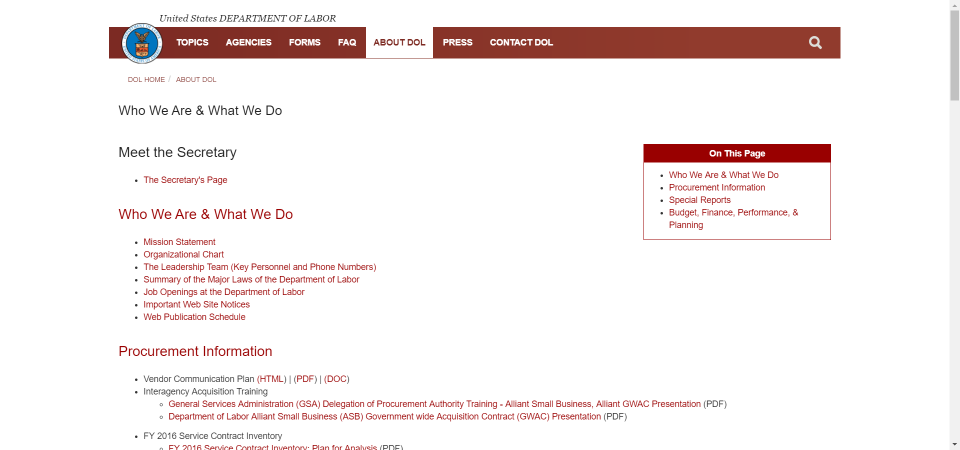 United States DEPARTMENT OF LABOR
TOPICS AGENCIES FORMS FAQ ABOUT DOL PRESS CONTACT DOL
DOL HOME / ABOUT DOL
Who We Are & What We Do
Meet the Secretary
The Secretary's Page
On This Page
Who We Are & What We Do
Procurement Information
Special Reports
Budget, Finance, Performance, &
Planning
Who We Are & What We Do
Mission Statement
Organizational Chart
The Leadership Team (Key Personnel and Phone Numbers)
Summary of the Major Laws of the Department of Labor
Job Openings at the Department of Labor
Important Web Site Notices
Web Publication Schedule
Procurement Information
Vendor Communication Plan (HTML) | (PDF) | (DOC)
Interagency Acquisition Training
General Services Administration (GSA) Delegation of Procurement Authority Training - Alliant Small Business, Alliant GWAC Presentation (PDF)
Department of Labor Alliant Small Business (ASB) Government wide Acquisition Contract (GWAC) Presentation (PDF)
FY 2016 Service Contract Inventory
FY 2016 Service Contract Inventory: Plan for Analysis (PDF)